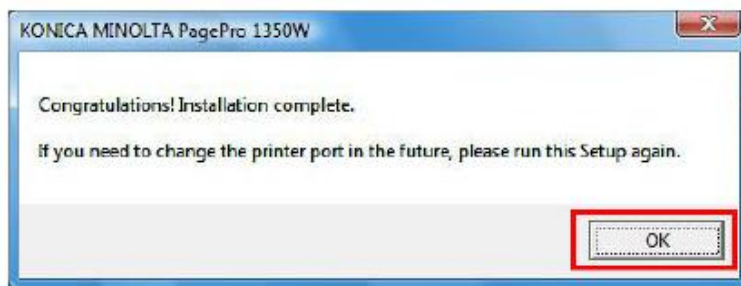 KONICA MINOLTA PagePro 1350W
Congratulations! Installation complete.
If you need to change the printer port in the future, please run this Setup again.
OK